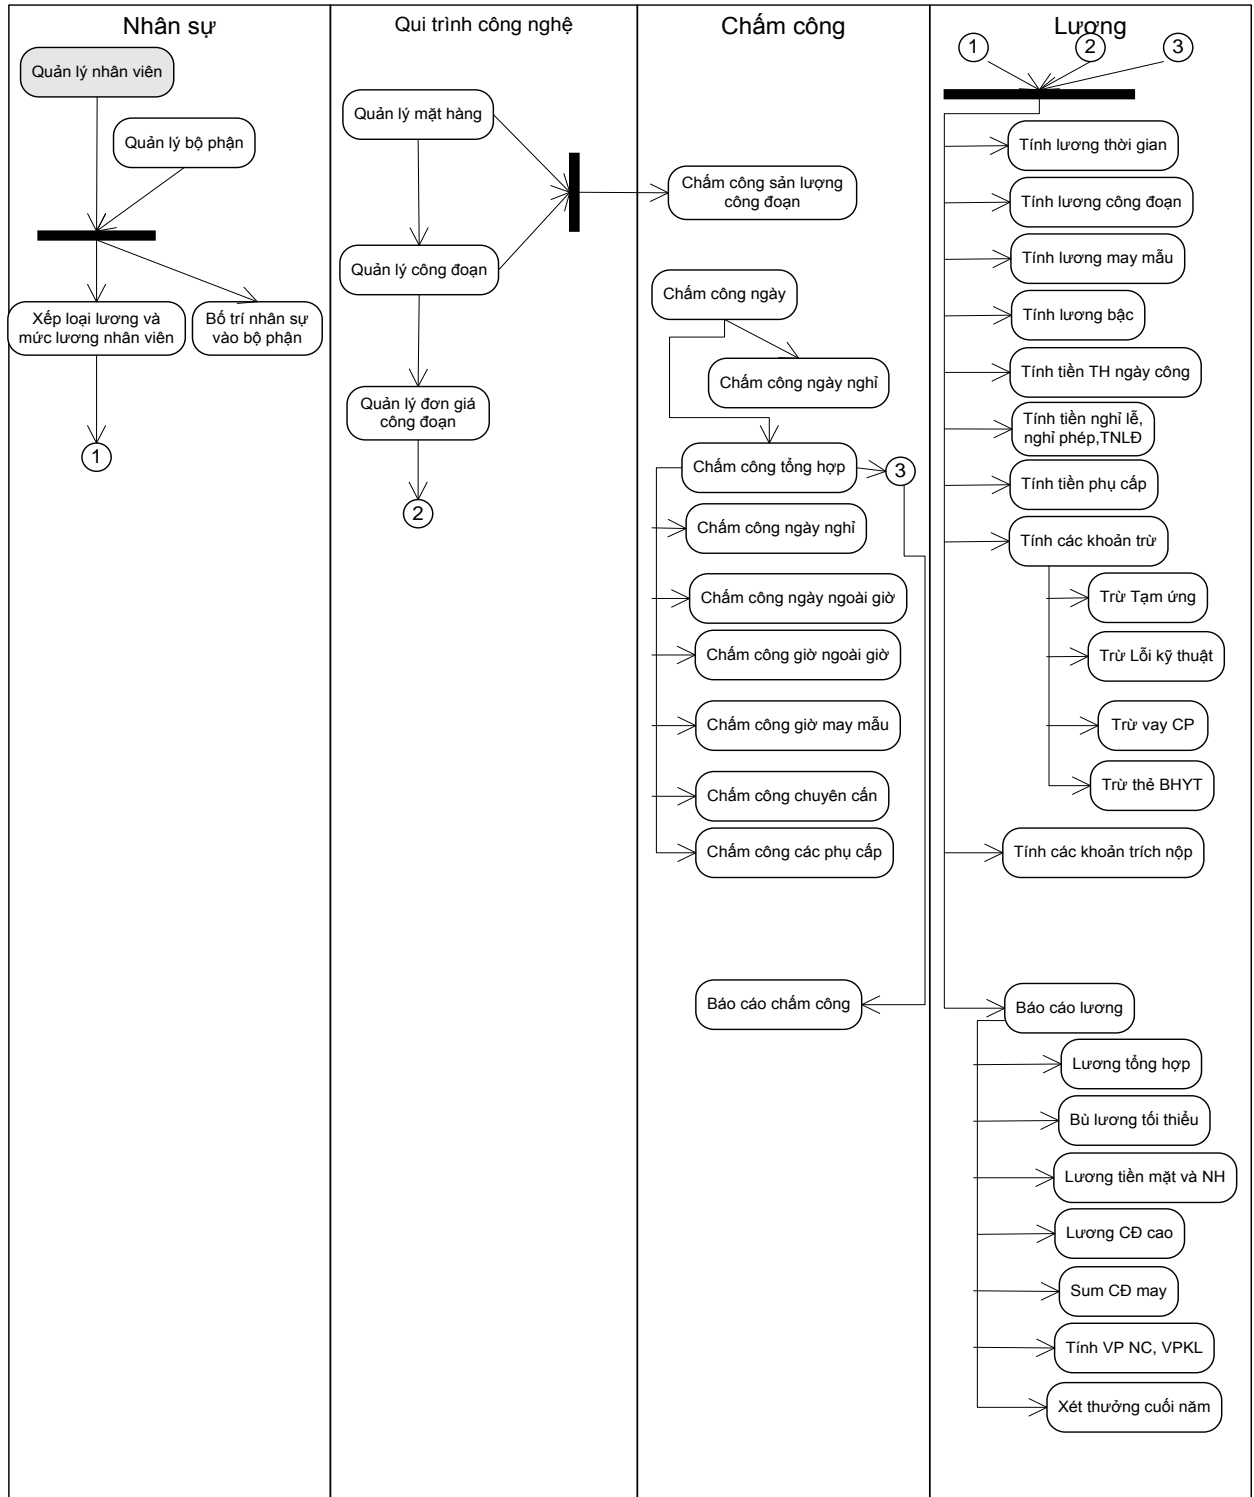 Nhân sự
Quản lý nhân viên
Quản lý bộ phận
Xếp loại lương và
mức lương nhân viên
Bố trí nhân sự
vào bộ phận
1
Qui trình công nghệ
Quản lý mặt hàng
Quản lý công đoạn
Quản lý đơn giá
công đoạn
2
Chấm công
Chấm công sản lượng
công đoạn
Chấm công ngày
Chấm công ngày nghỉ
Chấm công tổng hợp
3
Chấm công ngày nghỉ
Chấm công ngày ngoài giờ
Chấm công giờ ngoài giờ
Chấm công giờ may mẫu
Chấm công chuyên cấn
Chấm công các phụ cấp
Báo cáo chấm công
Lương
1
2
3
Tính lương thời gian
Tính lương công đoạn
Tính lương may mẫu
Tính lương bậc
Tính tiền TH ngày công
Tính tiền nghỉ lễ,
nghỉ phép,TNLĐ
Tính tiền phụ cấp
Tính các khoản trừ
Trừ Tạm ứng
Trừ Lỗi kỹ thuật
Trừ vay CP
Trừ thẻ BHYT
Tính các khoản trích nộp
Báo cáo lương
Lương tổng hợp
Bù lương tối thiểu
Lương tiền mặt và NH
Lương CĐ cao
Sum CĐ may
Tính VP NC, VPKL
Xét thưởng cuối năm